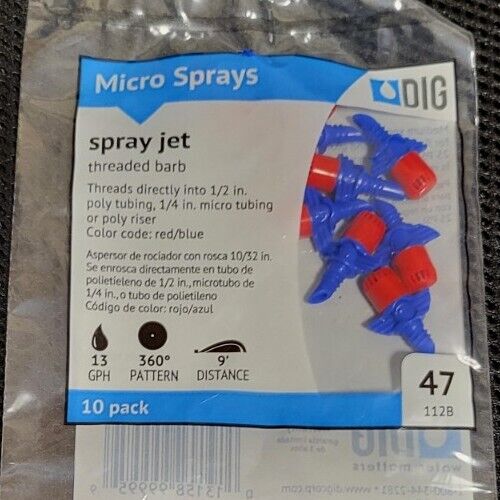 Micro Sprays
DIG
spray jet
threaded barb
Threads directly into 1/2 in.
poly tubing, 1/4 in. micro tubing
or poly riser
Color code: red/blue
Aspersor de rociador con rosca 10/32 in.
Se enrosca directamente en tubo de
polietieleno de 1/2 in., microtubo de
1/4 in., o tubo de polietileno
Código de color: rojo/azul
13
GPH
360°
PATTERN
9'
DISTANCE
10 pack
47
112B
DIG
water matters